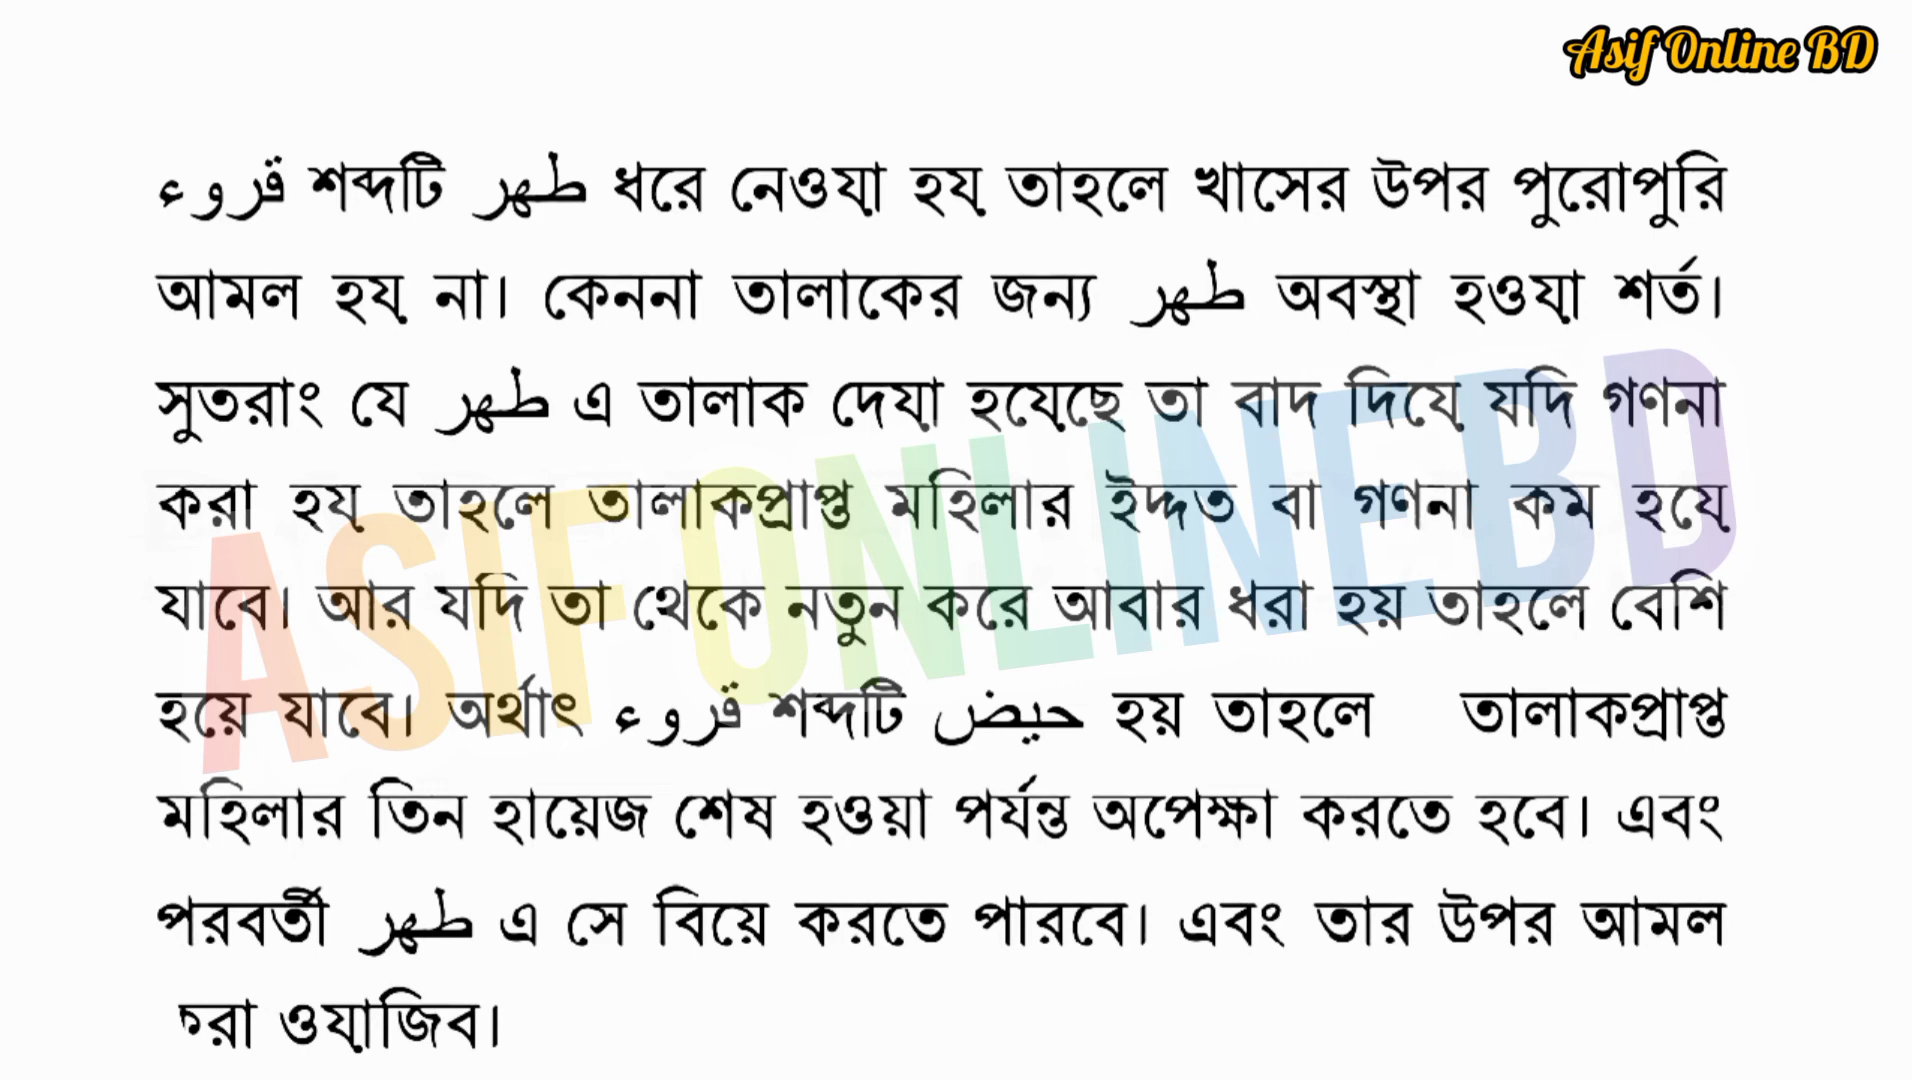 Asif Online BD
قروء শব্দটি طهر ধরে নেওয়া হয় তাহলে খাসের উপর পুরোপুরি
আমল হয় না। কেননা তালাকের জন্য طهر অবস্থা হওয়া শর্ত।
সুতরাং যে طهر এ তালাক দেয়া হয়েছে তা বাদ দিয়ে যদি গণনা
করা হয় তাহলে তালাকপ্রাপ্ত মহিলার ইদ্দত বা গণনা কম হয়ে
যাবে। আর যদি তা থেকে নতুন করে আবার ধরা হয় তাহলে বেশি
হয়ে যাবে। অর্থাৎ قروء শব্দটি حيض হয় তাহলে তালাকপ্রাপ্ত
মহিলার তিন হায়েজ শেষ হওয়া পর্যন্ত অপেক্ষা করতে হবে। এবং
পরবর্তী طهر এ সে বিয়ে করতে পারবে। এবং তার উপর আমল
করা ওয়াজিব।
ASIF ONLINE BD